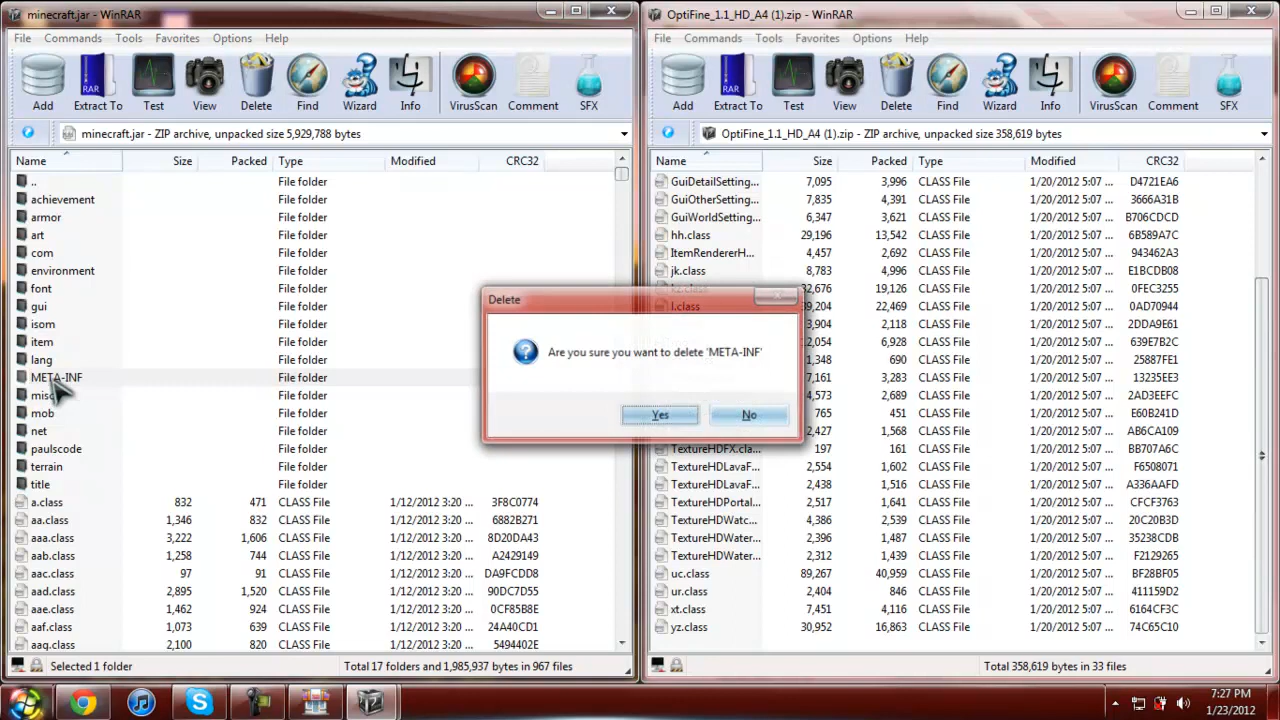 minecraft.jar - WinRAR
File Commands Tools Favorites Options Help
Add Extract To Test View Delete Find Wizard Info VirusScan Comment SFX
minecraft.jar - ZIP archive, unpacked size 5,929,788 bytes
Name Size Packed Type Modified CRC32
.. File folder
achievement File folder
armor File folder
art File folder
com File folder
environment File folder
font File folder
gui File folder
isom File folder
item File folder
lang File folder
META-INF File folder
misc File folder
mob File folder
net File folder
paulscode File folder
terrain File folder
title File folder
a.class 832 471 CLASS File 1/12/2012 3:20 ... 3F8C0774
aa.class 1,346 832 CLASS File 1/12/2012 3:20 ... 6882B271
aaa.class 3,222 1,606 CLASS File 1/12/2012 3:20 ... 8D20DA43
aab.class 1,258 744 CLASS File 1/12/2012 3:20 ... A2429149
aac.class 97 91 CLASS File 1/12/2012 3:20 ... DA9FCDD8
aad.class 2,895 1,520 CLASS File 1/12/2012 3:20 ... 90DC7D55
aae.class 1,462 924 CLASS File 1/12/2012 3:20 ... 0CF85B8E
aaf.class 1,073 639 CLASS File 1/12/2012 3:20 ... 24A40CD1
aag.class 2,100 820 CLASS File 1/12/2012 3:20 ... 5494402E
Selected 1 folder Total 17 folders and 1,985,937 bytes in 967 files
OptiFine_1.1_HD_A4 (1).zip - WinRAR
File Commands Tools Favorites Options Help
Add Extract To Test View Delete Find Wizard Info VirusScan Comment SFX
OptiFine_1.1_HD_A4 (1).zip - ZIP archive, unpacked size 358,619 bytes
Name Size Packed Type Modified CRC32
GuiDetailSetting... 7,095 3,996 CLASS File 1/20/2012 5:07 ... D4721EA6
GuiOtherSetting... 7,835 4,391 CLASS File 1/20/2012 5:07 ... 3666A31B
GuiWorldSetting... 6,347 3,621 CLASS File 1/20/2012 5:07 ... B706CDCD
hh.class 29,196 13,542 CLASS File 1/20/2012 5:07 ... 6B589A7C
ItemRendererH... 4,457 2,692 CLASS File 1/20/2012 5:07 ... 943462A3
jk.class 8,783 4,996 CLASS File 1/20/2012 5:07 ... E1BCDB08
kz.class 32,676 19,126 CLASS File 1/20/2012 5:07 ... 0FEC3255
l.class 39,204 22,469 CLASS File 1/20/2012 5:07 ... 0AD70944
3,904 2,118 CLASS File 1/20/2012 5:07 ... 2DDA9E61
12,064 6,928 CLASS File 1/20/2012 5:07 ... 639E7B2C
1,348 690 CLASS File 1/20/2012 5:07 ... 25887FE1
7,161 3,283 CLASS File 1/20/2012 5:07 ... 13235EE3
4,574 2,689 CLASS File 1/20/2012 5:07 ... 2AD3EEFC
765 451 CLASS File 1/20/2012 5:07 ... E60B241D
2,427 1,568 CLASS File 1/20/2012 5:07 ... AB6CA109
TextureHDFX.cla... 197 161 CLASS File 1/20/2012 5:07 ... BB707A6C
TextureHDLavaF... 2,554 1,602 CLASS File 1/20/2012 5:07 ... F6508071
TextureHDLavaF... 2,438 1,516 CLASS File 1/20/2012 5:07 ... A336AAFD
TextureHDPortal... 2,517 1,641 CLASS File 1/20/2012 5:07 ... CFCF3763
TextureHDWatc... 4,386 2,539 CLASS File 1/20/2012 5:07 ... 20C20B3D
TextureHDWater... 2,396 1,487 CLASS File 1/20/2012 5:07 ... 35238CDB
TextureHDWater... 2,312 1,439 CLASS File 1/20/2012 5:07 ... F2129265
uc.class 89,267 40,959 CLASS File 1/20/2012 5:07 ... BF28BF05
ur.class 2,404 846 CLASS File 1/20/2012 5:07 ... 411159D2
xt.class 7,451 4,116 CLASS File 1/20/2012 5:07 ... 6164CF3C
yz.class 30,952 16,863 CLASS File 1/20/2012 5:07 ... 74C65C10
Total 358,619 bytes in 33 files
Delete
Are you sure you want to delete 'META-INF'
Yes No
7:27 PM
1/23/2012